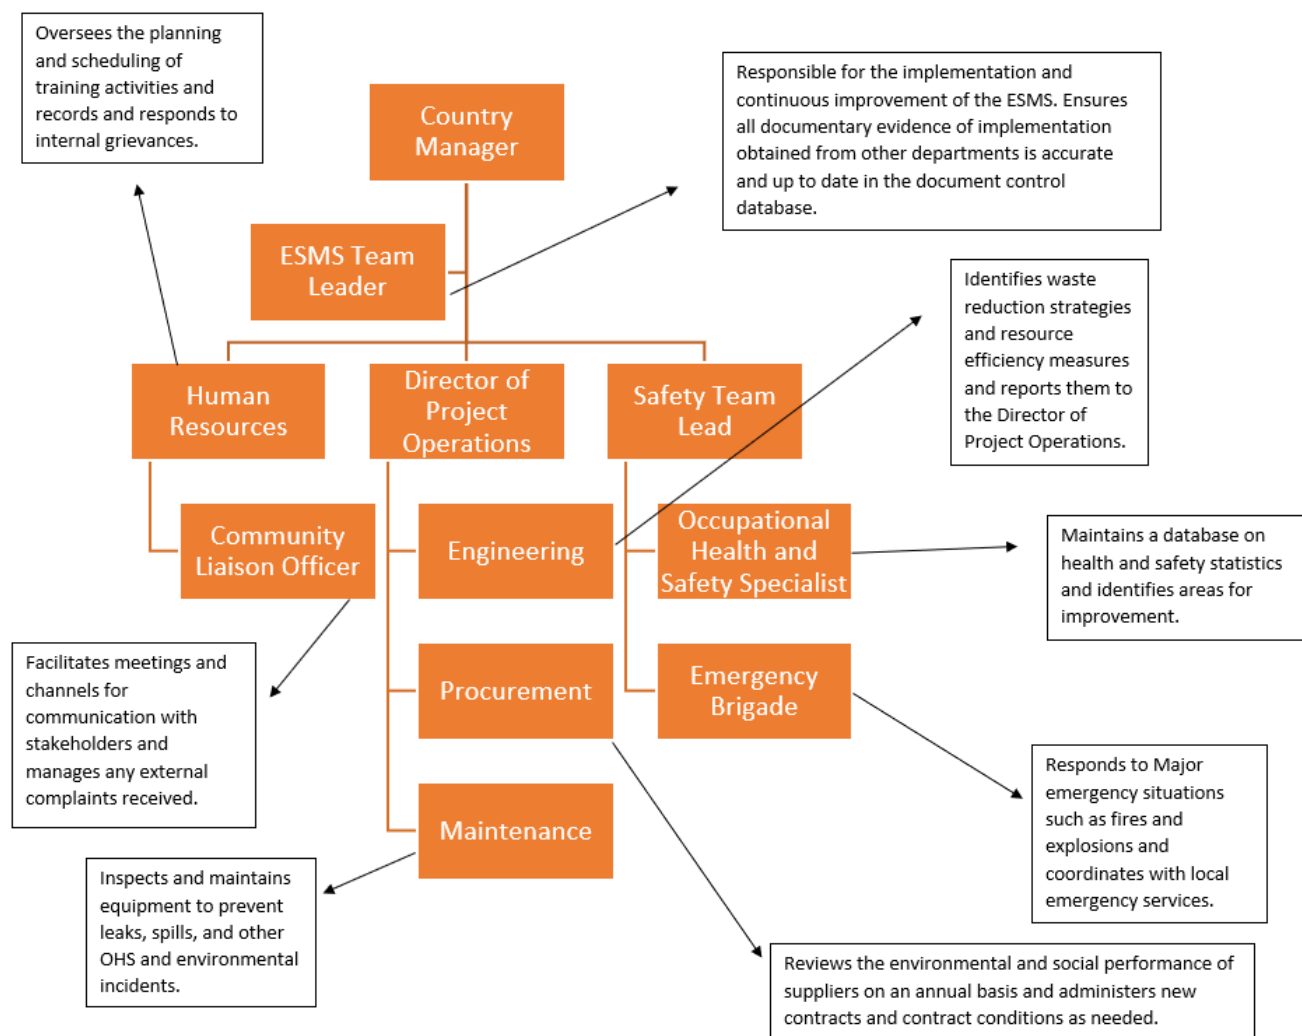 Oversees the planning
and scheduling of
training activities and
records and responds to
internal grievances.
Country
Manager
Responsible for the implementation and
continuous improvement of the ESMS. Ensures
all documentary evidence of implementation
obtained from other departments is accurate
and up to date in the document control
database.
ESMS Team
Leader
Identifies waste
reduction strategies
and resource
efficiency measures
and reports them to
the Director of
Project Operations.
Human
Resources
Director of
Project
Operations
Safety Team
Lead
Community
Liaison Officer
Engineering
Occupational
Health and
Safety Specialist
Maintains a database on
health and safety statistics
and identifies areas for
improvement.
Facilitates meetings and
channels for
communication with
stakeholders and
manages any external
complaints received.
Procurement
Emergency
Brigade
Responds to Major
emergency situations
such as fires and
explosions and
coordinates with local
emergency services.
Maintenance
Inspects and maintains
equipment to prevent
leaks, spills, and other
OHS and environmental
incidents.
Reviews the environmental and social performance of
suppliers on an annual basis and administers new
contracts and contract conditions as needed.